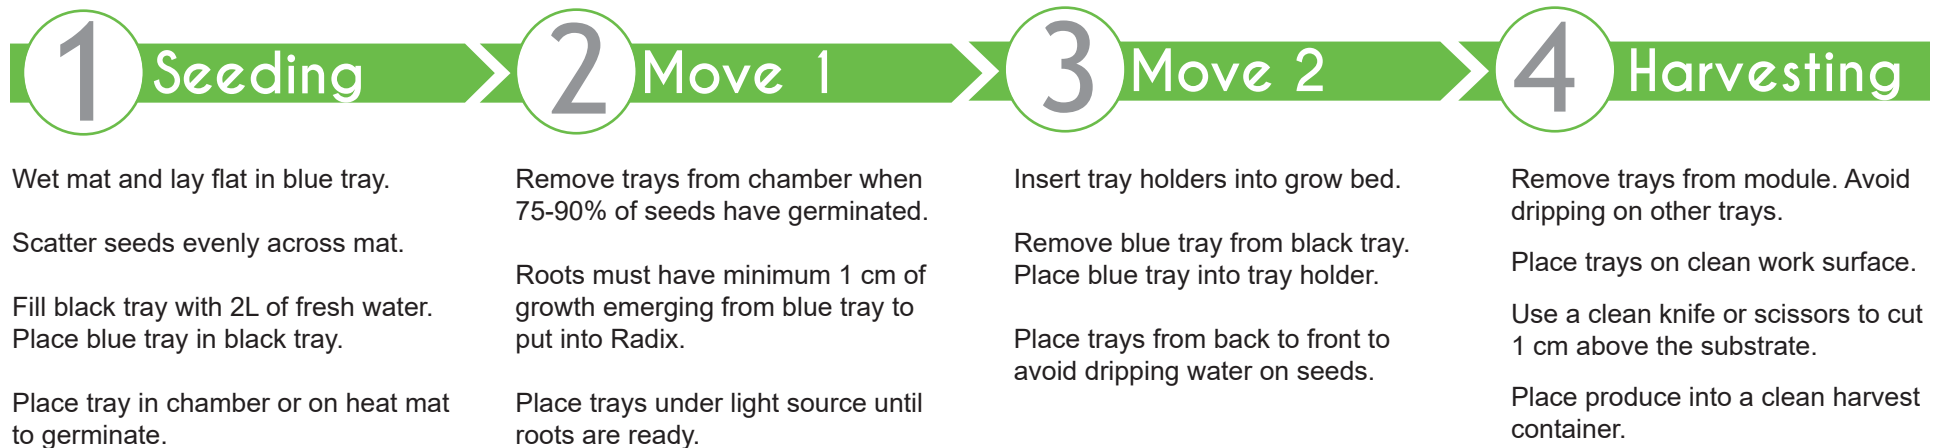 1 Seeding
Wet mat and lay flat in blue tray.
Scatter seeds evenly across mat.
Fill black tray with 2L of fresh water.
Place blue tray in black tray.
Place tray in chamber or on heat mat
to germinate.
2 Move 1
Remove trays from chamber when
75-90% of seeds have germinated.
Roots must have minimum 1 cm of
growth emerging from blue tray to
put into Radix.
Place trays under light source until
roots are ready.
3 Move 2
Insert tray holders into grow bed.
Remove blue tray from black tray.
Place blue tray into tray holder.
Place trays from back to front to
avoid dripping water on seeds.
4 Harvesting
Remove trays from module. Avoid
dripping on other trays.
Place trays on clean work surface.
Use a clean knife or scissors to cut
1 cm above the substrate.
Place produce into a clean harvest
container.